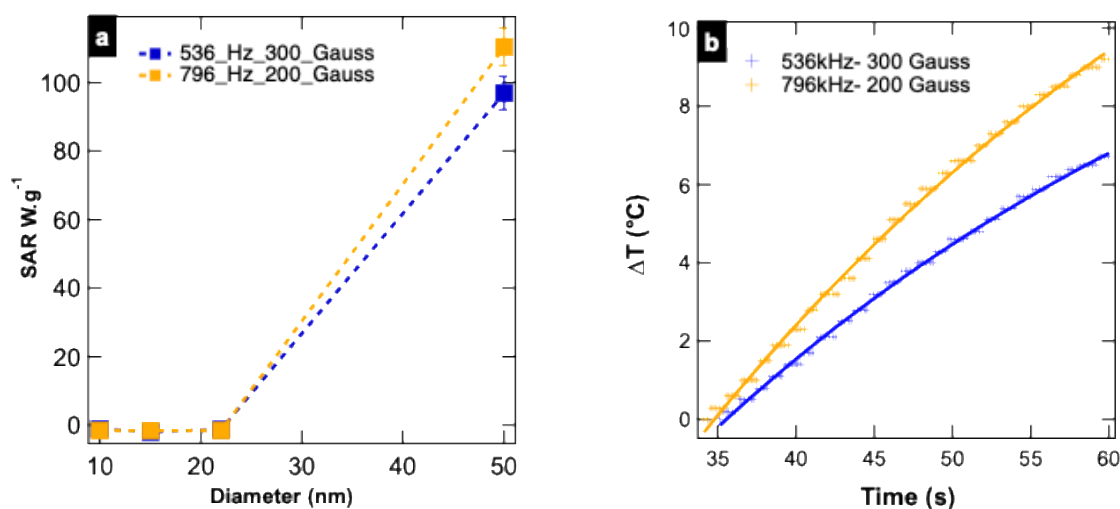 a
536_Hz_300_Gauss
796_Hz_200_Gauss
SAR W.g-1
100
80
60
40
20
0
10
20
30
40
50
Diameter (nm)
b
536kHz- 300 Gauss
796kHz- 200 Gauss
ΔT (°C)
10
8
6
4
2
0
35
40
45
50
55
60
Time (s)